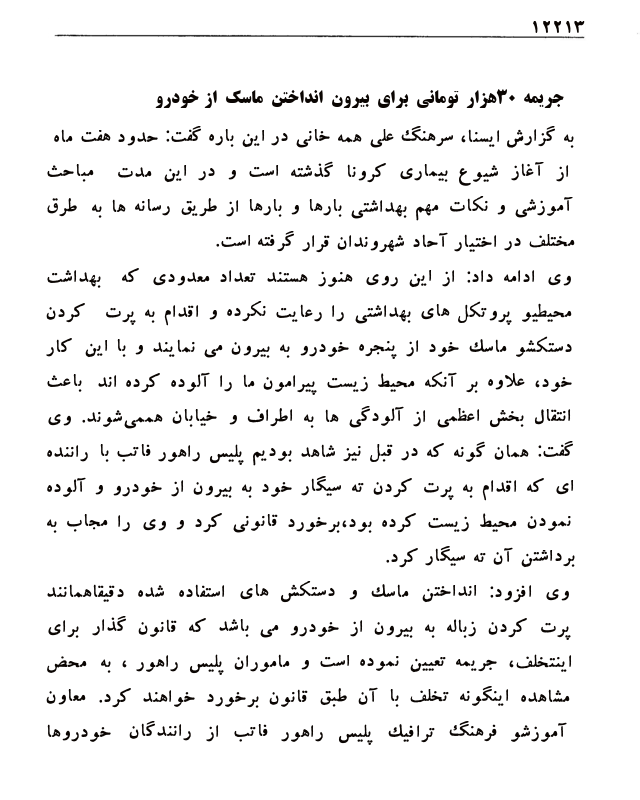 ۱۲۲۱۳
جریمه ۳۰هزار تومانی برای بیرون انداختن ماسک از خودرو
به گزارش ایسنا، سرهنگ علی همه خانی در این باره گفت: حدود هفت ماه
از آغاز شیوع بیماری کرونا گذشته است و در این مدت مباحث
آموزشی و نکات مهم بهداشتی بارها و بارها از طریق رسانه ها به طرق
مختلف در اختیار آحاد شهروندان قرار گرفته است.
وی ادامه داد: از این روی هنوز هستند تعداد معدودی که بهداشت
محیطیو پروتکل های بهداشتی را رعایت نکرده و اقدام به پرت کردن
دستکشو ماسك خود از پنجره خودرو به بیرون می نمایند و با این کار
خود، علاوه بر آنکه محیط زیست پیرامون ما را آلوده کرده اند باعث
انتقال بخش اعظمی از آلودگی ها به اطراف و خیابان هممی‌شوند. وی
گفت: همان گونه که در قبل نیز شاهد بودیم پلیس راهور فاتب با راننده
ای که اقدام به پرت کردن ته سیگار خود به بیرون از خودرو و آلوده
نمودن محیط زیست کرده بود،برخورد قانونی کرد و وی را مجاب به
برداشتن آن ته سیگار کرد.
وی افزود: انداختن ماسك و دستکش های استفاده شده دقیقاهمانند
پرت کردن زباله به بیرون از خودرو می باشد که قانون گذار برای
اینتخلف، جریمه تعیین نموده است و ماموران پلیس راهور ، به محض
مشاهده اینگونه تخلف با آن طبق قانون برخورد خواهند کرد. معاون
آموزشو فرهنگ ترافیك پلیس راهور فاتب از رانندگان خودروها